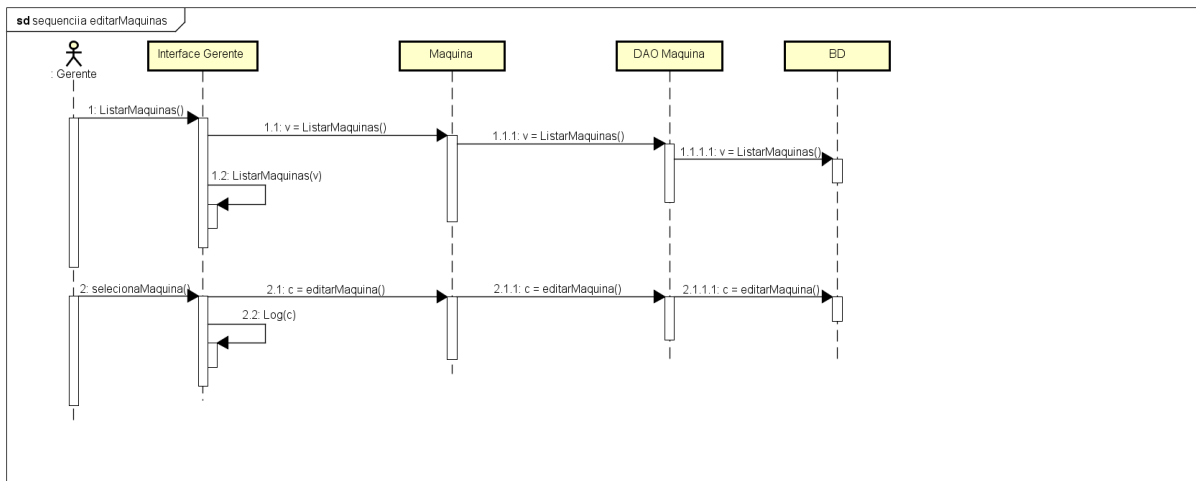 sd sequenciia editarMaquinas
: Gerente
Interface Gerente
Maquina
DAO Maquina
BD
1: ListarMaquinas()
1.1: v = ListarMaquinas()
1.1.1: v = ListarMaquinas()
1.1.1.1: v = ListarMaquinas()
1.2: ListarMaquinas(v)
2: selecionaMaquina()
2.1: c = editarMaquina()
2.1.1: c = editarMaquina()
2.1.1.1: c = editarMaquina()
2.2: Log(c)